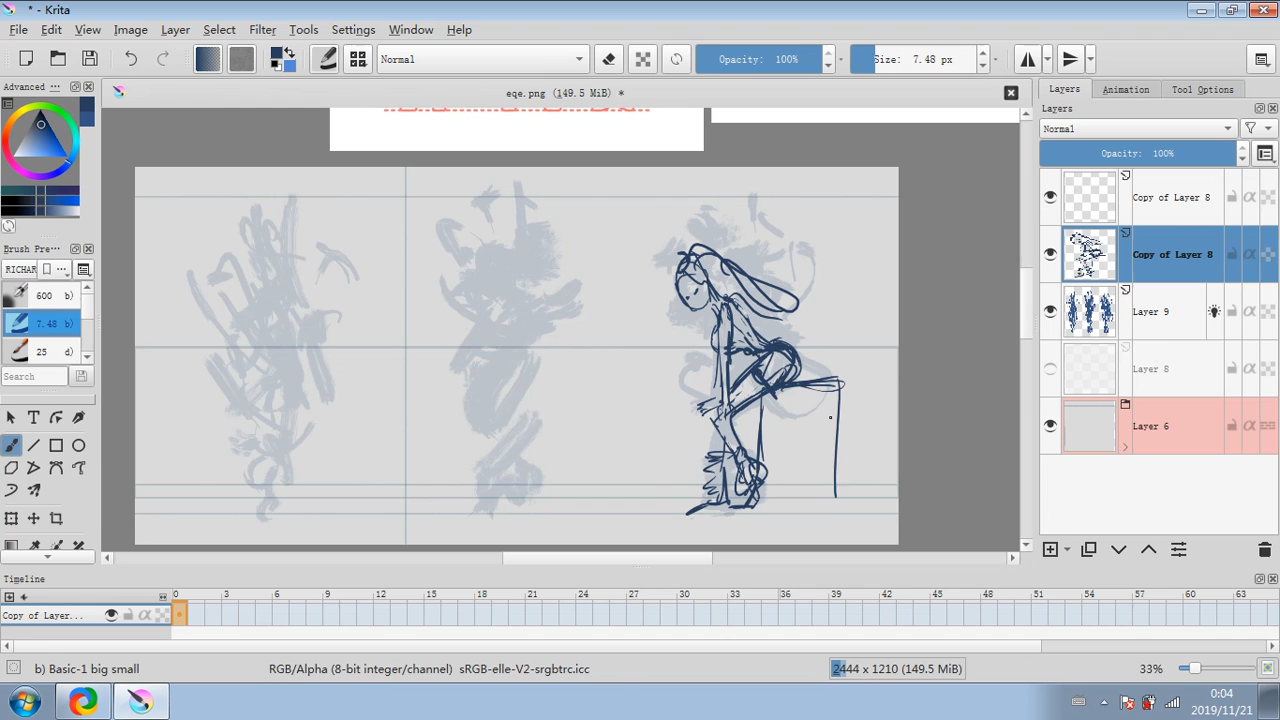 * - Krita
File Edit View Image Layer Select Filter Tools Settings Window Help
Normal
Opacity: 100%
Size: 7.48 px
Advanced ...
eqe.png (149.5 MiB) *
Layers Animation Tool Options
Layers
Normal
Opacity: 100%
Copy of Layer 8
Copy of Layer 8
Layer 9
Layer 8
Layer 6
Brush Pre...
RICHAR
600 b)
7.48 b)
25 d)
Search
Timeline
0 3 6 9 12 15 18 21 24 27 30 33 36 39 42 45 48 51 54 57 60 63
Copy of Layer...
b) Basic-1 big small
RGB/Alpha (8-bit integer/channel) sRGB-elle-V2-srgbtrc.icc
2444 x 1210 (149.5 MiB)
33%
0:04
2019/11/21